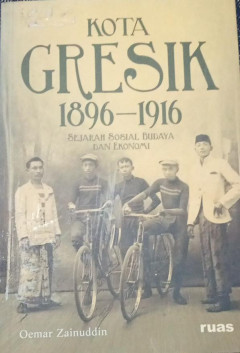 KOTA
GRESIK
1896–1916
SEJARAH SOSIAL BUDAYA
DAN EKONOMI
Oemar Zainuddin
ruas